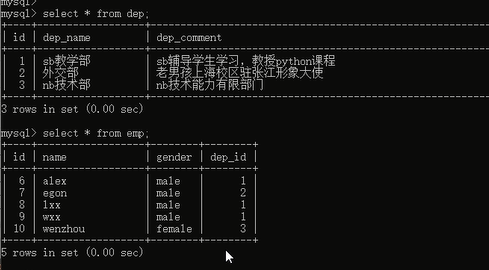 mysql>
mysql> select * from dep;
| id | dep_name | dep_comment |
| 1 | sb教学部 | sb辅导学生学习，教授python课程 |
| 2 | 外交部 | 老男孩上海校区驻张江形象大使 |
| 3 | nb技术部 | nb技术能力有限部门 |
3 rows in set (0.00 sec)
mysql> select * from emp;
| id | name | gender | dep_id |
| 6 | alex | male | 1 |
| 7 | egon | male | 2 |
| 8 | lxx | male | 1 |
| 9 | wxx | male | 1 |
| 10 | wenzhou | female | 3 |
5 rows in set (0.00 sec)